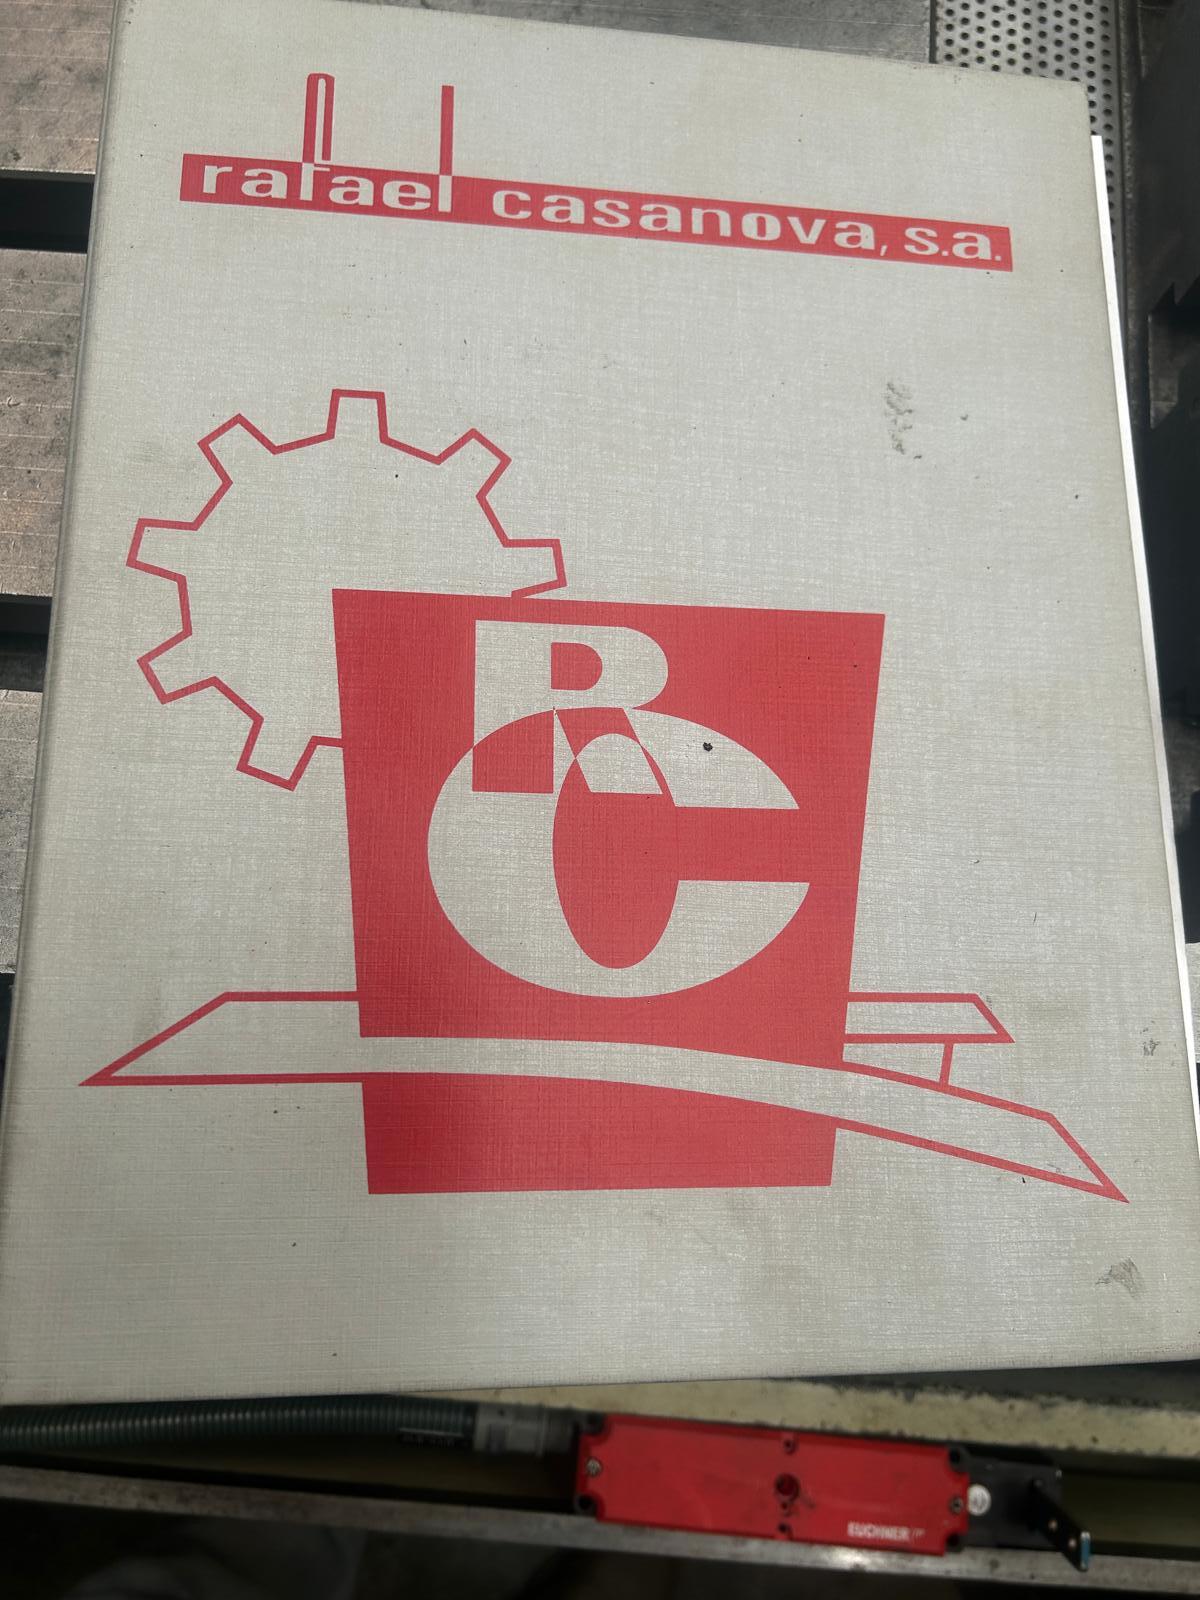 rafael casanova, s.a.
RC
EUCHNER